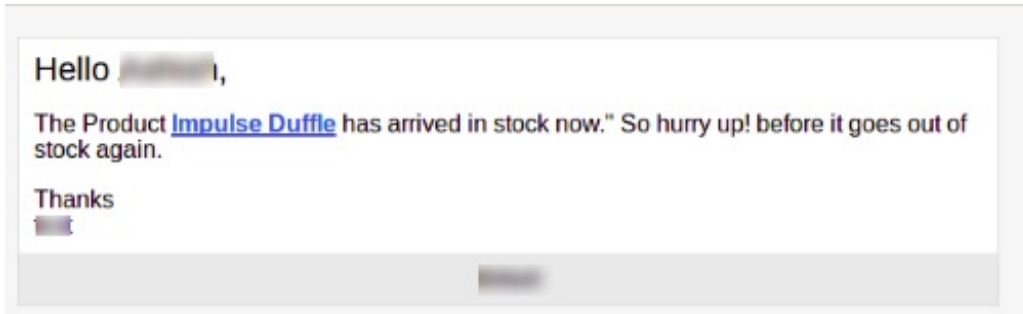 Hello
The Product Impulse Duffle has arrived in stock now." So hurry up! before it goes out of
stock again.
Thanks